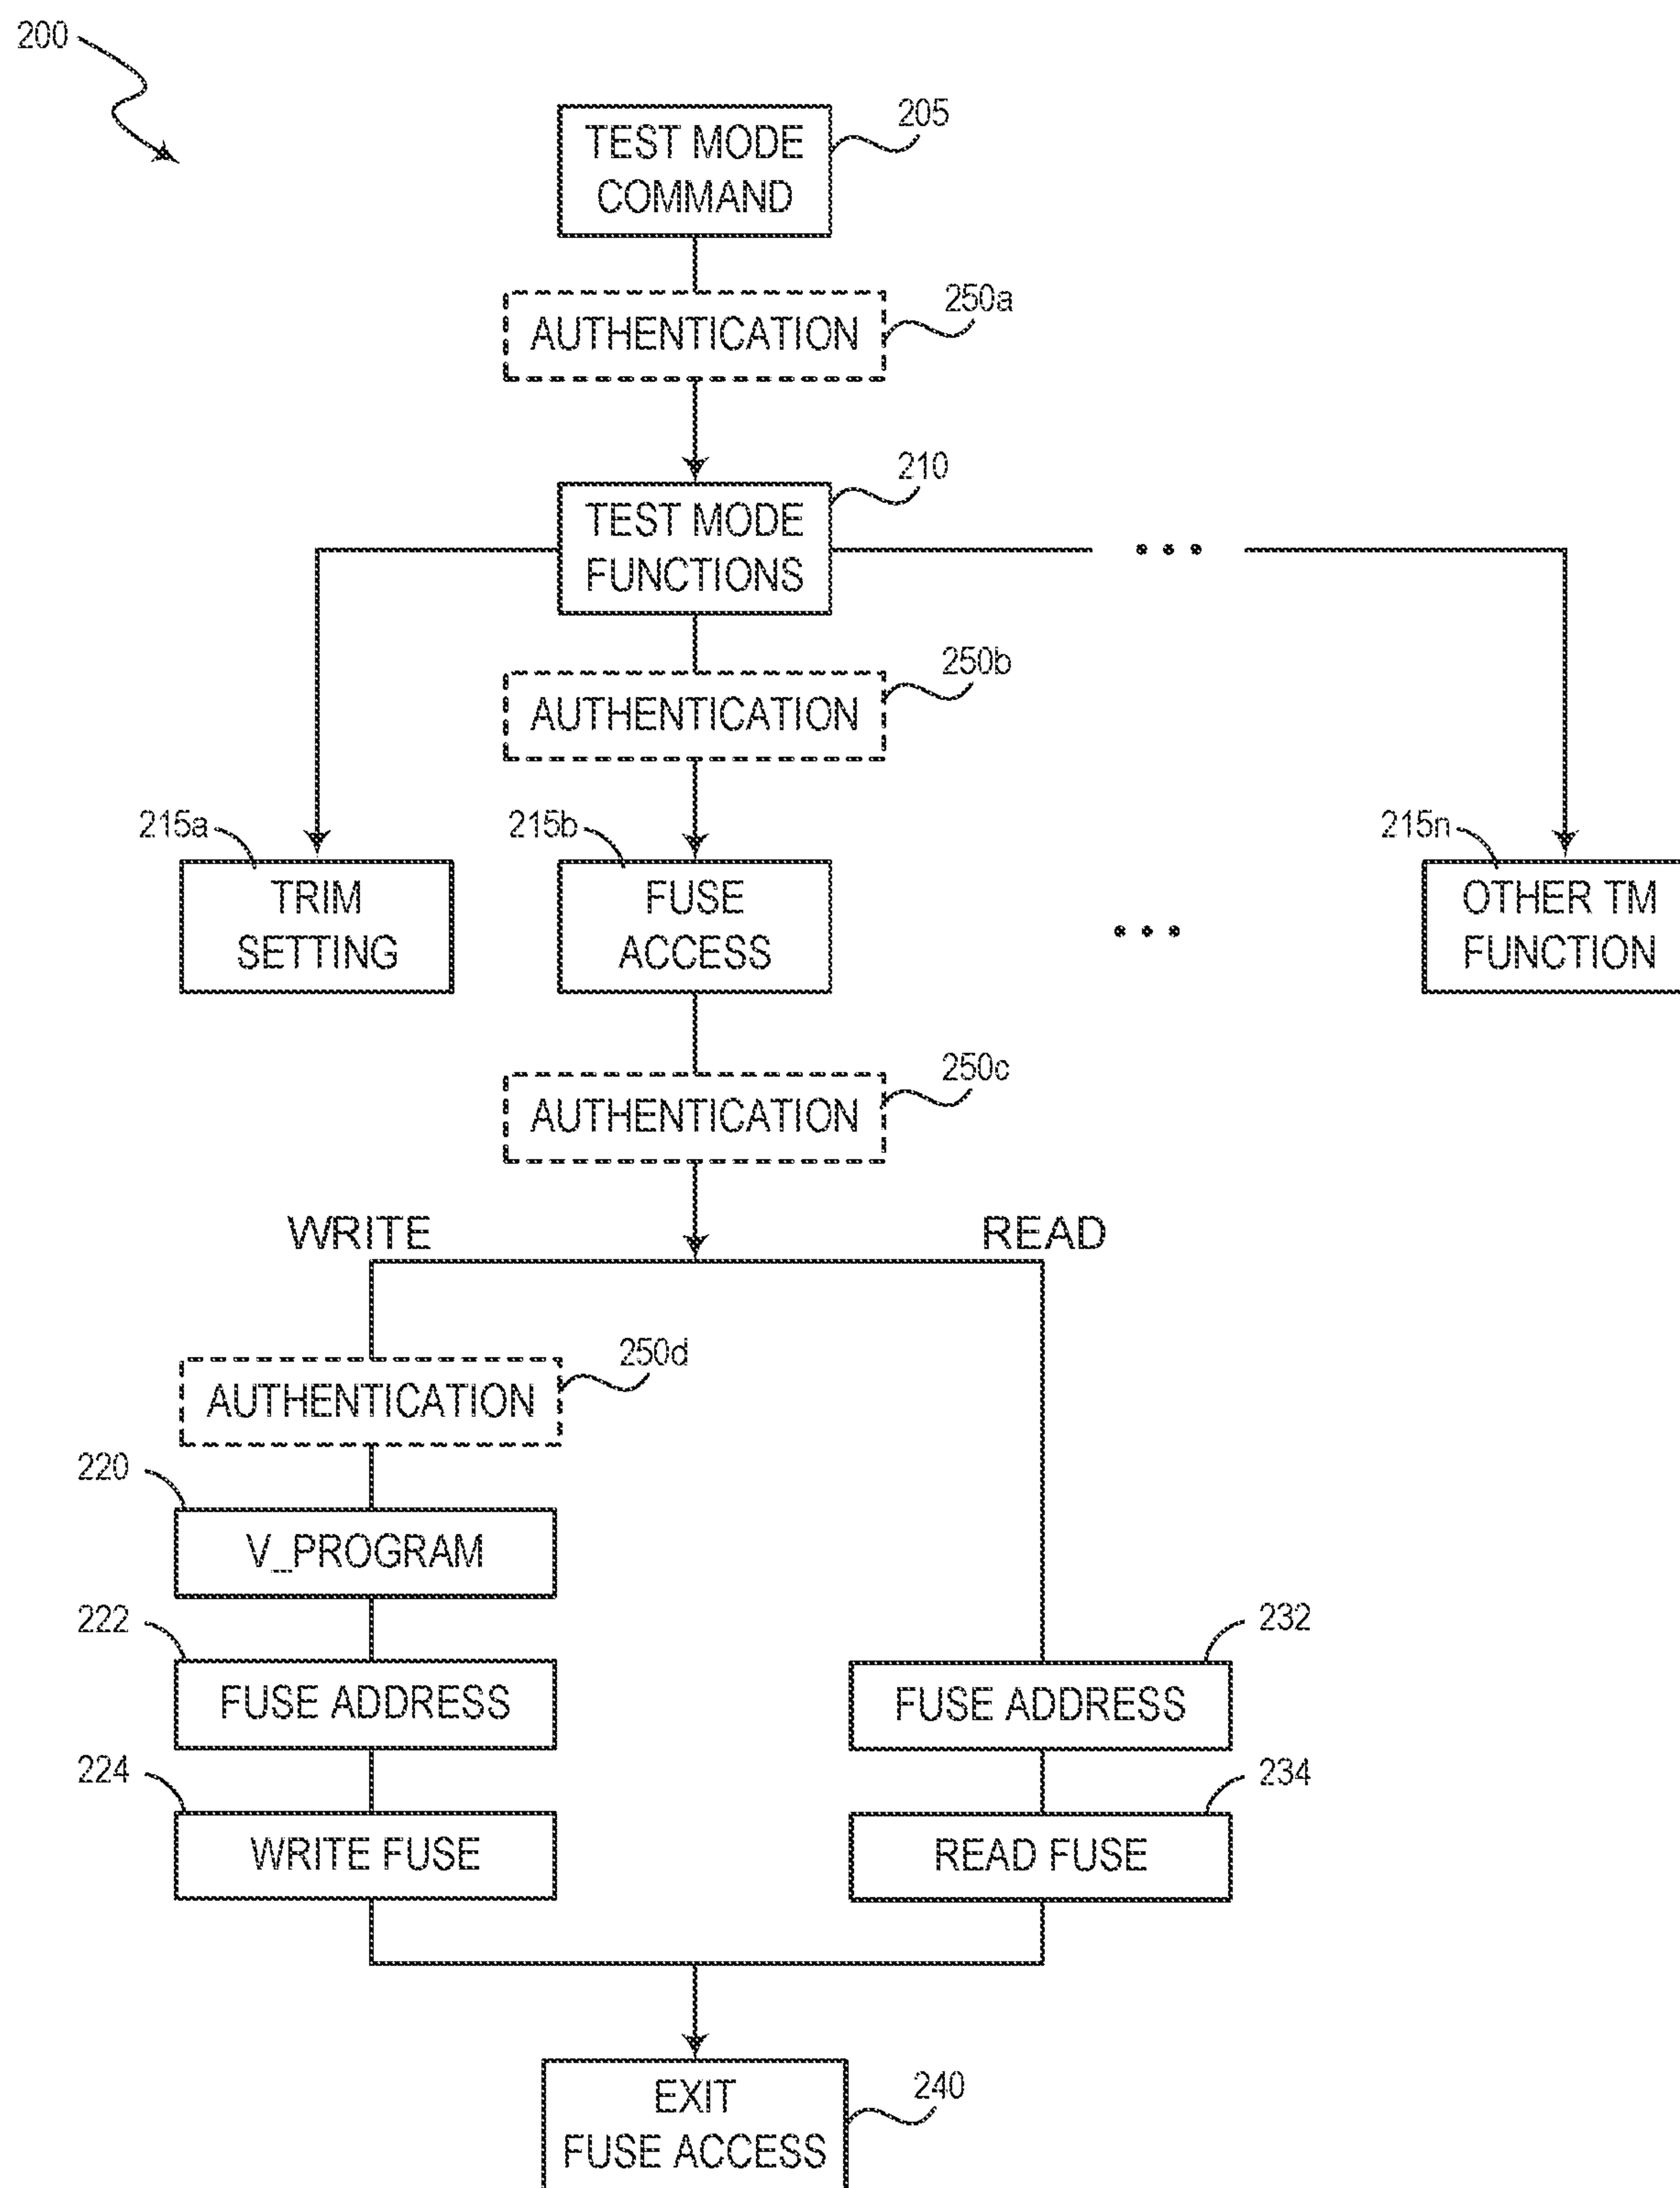 200
205
TEST MODE
COMMAND
250a
AUTHENTICATION
210
TEST MODE
FUNCTIONS
• • •
250b
AUTHENTICATION
215a
215b
215n
TRIM
SETTING
FUSE
ACCESS
• • •
OTHER TM
FUNCTION
250c
AUTHENTICATION
WRITE
READ
250d
AUTHENTICATION
220
V_PROGRAM
222
FUSE ADDRESS
232
FUSE ADDRESS
224
WRITE FUSE
234
READ FUSE
240
EXIT
FUSE ACCESS